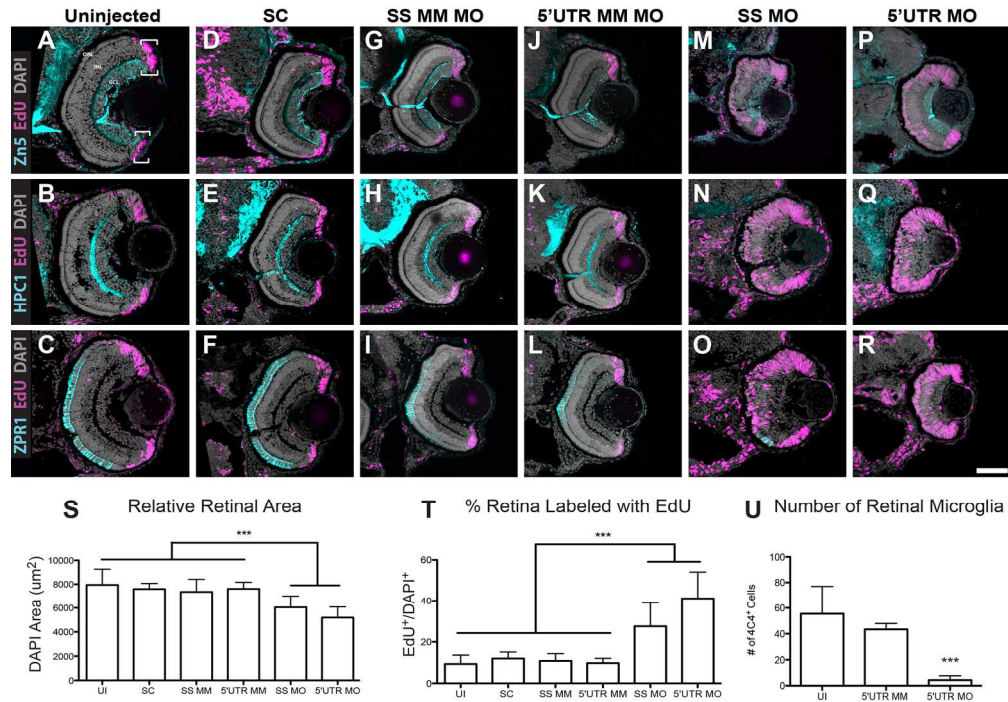 Uninjected SC SS MM MO 5'UTR MM MO SS MO 5'UTR MO
Zn5 EdU DAPI
A D G J M P
ONL
INL
GCL
HPC1 EdU DAPI
B E H K N Q
ZPR1 EdU DAPI
C F I L O R
S Relative Retinal Area
***
DAPI Area (um²)
10000
8000
6000
4000
2000
0
UI SC SS MM 5'UTR MM SS MO 5'UTR MO
T % Retina Labeled with EdU
***
EdU⁺/DAPI⁺
60
40
20
0
UI SC SS MM 5'UTR MM SS MO 5'UTR MO
U Number of Retinal Microglia
# of 4C4⁺ Cells
100
80
60
40
20
0
***
UI 5'UTR MM 5'UTR MO